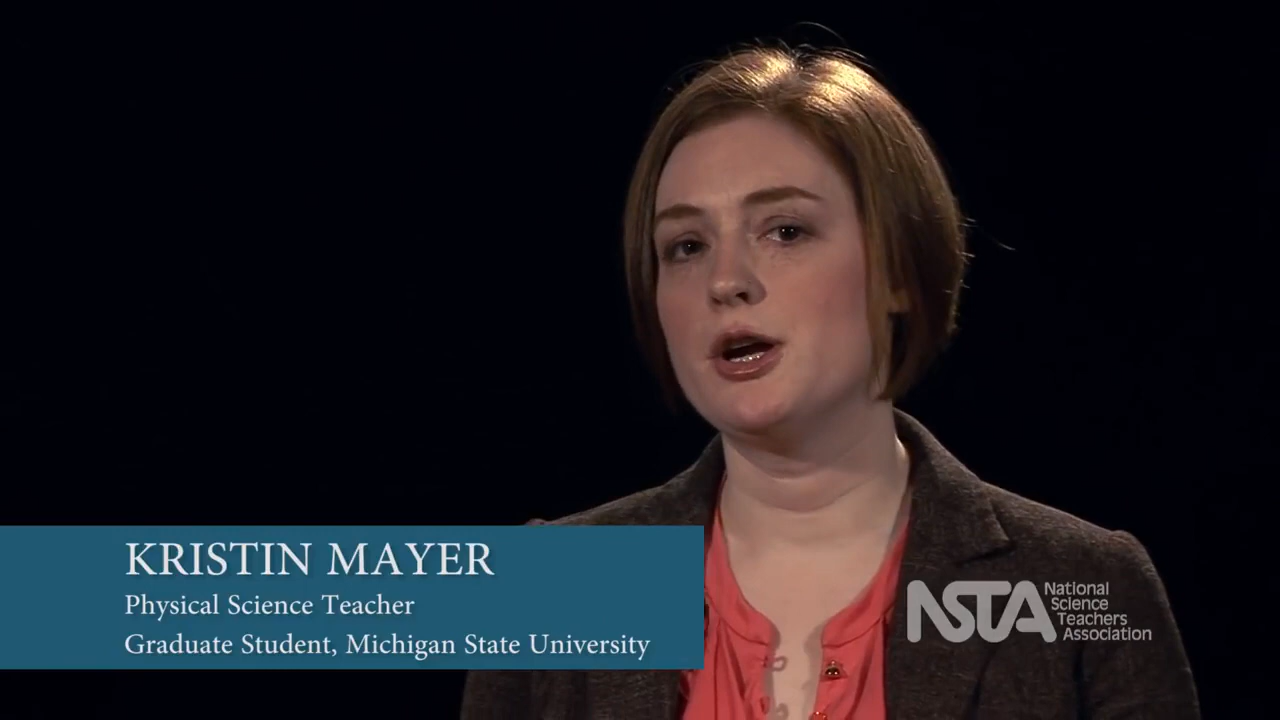 KRISTIN MAYER
Physical Science Teacher
Graduate Student, Michigan State University
NSTA
National
Science
Teachers
Association